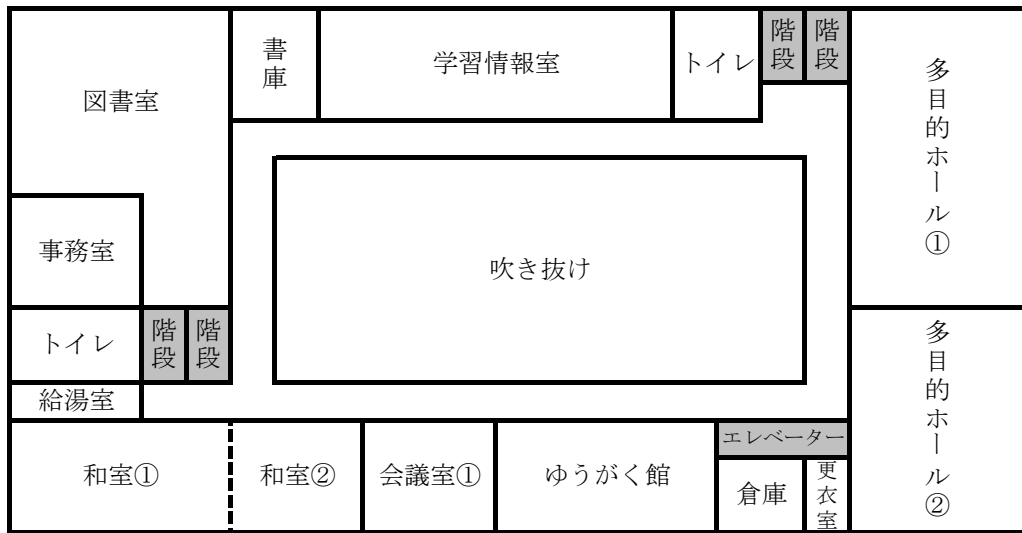 図書室
書庫
学習情報室
トイレ
階段
階段
多目的ホール①
事務室
吹き抜け
トイレ
階段
階段
給湯室
多目的ホール②
和室①
和室②
会議室①
ゆうがく館
エレベーター
倉庫
更衣室